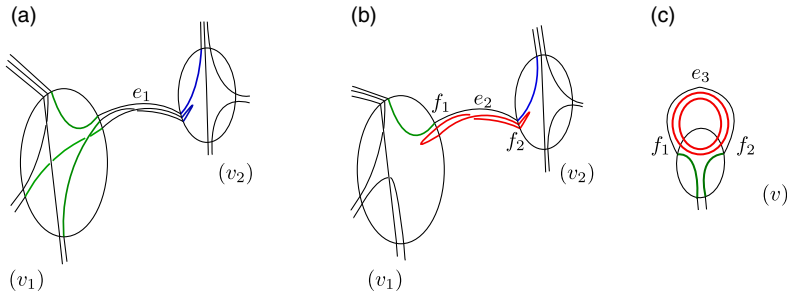 (a)
e₁
(v₁)
(v₂)
(b)
f₁
e₂
f₂
(v₁)
(v₂)
(c)
e₃
f₁
f₂
(v)